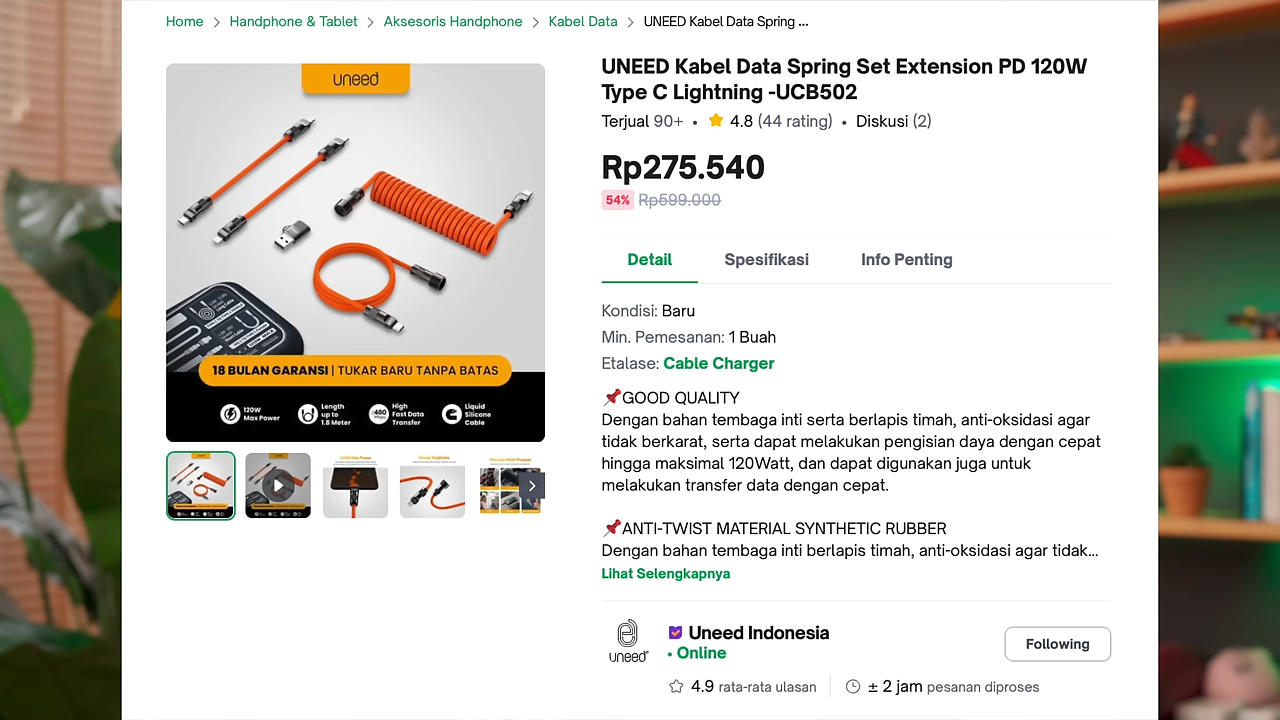 Home > Handphone & Tablet > Aksesoris Handphone > Kabel Data > UNEED Kabel Data Spring ...
uneed
18 BULAN GARANSI | TUKAR BARU TANPA BATAS
120W
Max Power
Length
up to
1.8 Meter
480
Mbps
High
Fast Data
Transfer
Liquid
Silicone
Cable
UNEED Kabel Data Spring Set Extension PD 120W
Type C Lightning -UCB502
Terjual 90+ • 4.8 (44 rating) • Diskusi (2)
Rp275.540
54% Rp599.000
Detail Spesifikasi Info Penting
Kondisi: Baru
Min. Pemesanan: 1 Buah
Etalase: Cable Charger
📌GOOD QUALITY
Dengan bahan tembaga inti serta berlapis timah, anti-oksidasi agar
tidak berkarat, serta dapat melakukan pengisian daya dengan cepat
hingga maksimal 120Watt, dan dapat digunakan juga untuk
melakukan transfer data dengan cepat.
📌ANTI-TWIST MATERIAL SYNTHETIC RUBBER
Dengan bahan tembaga inti berlapis timah, anti-oksidasi agar tidak...
Lihat Selengkapnya
uneed
Uneed Indonesia
• Online
Following
4.9 rata-rata ulasan
± 2 jam pesanan diproses